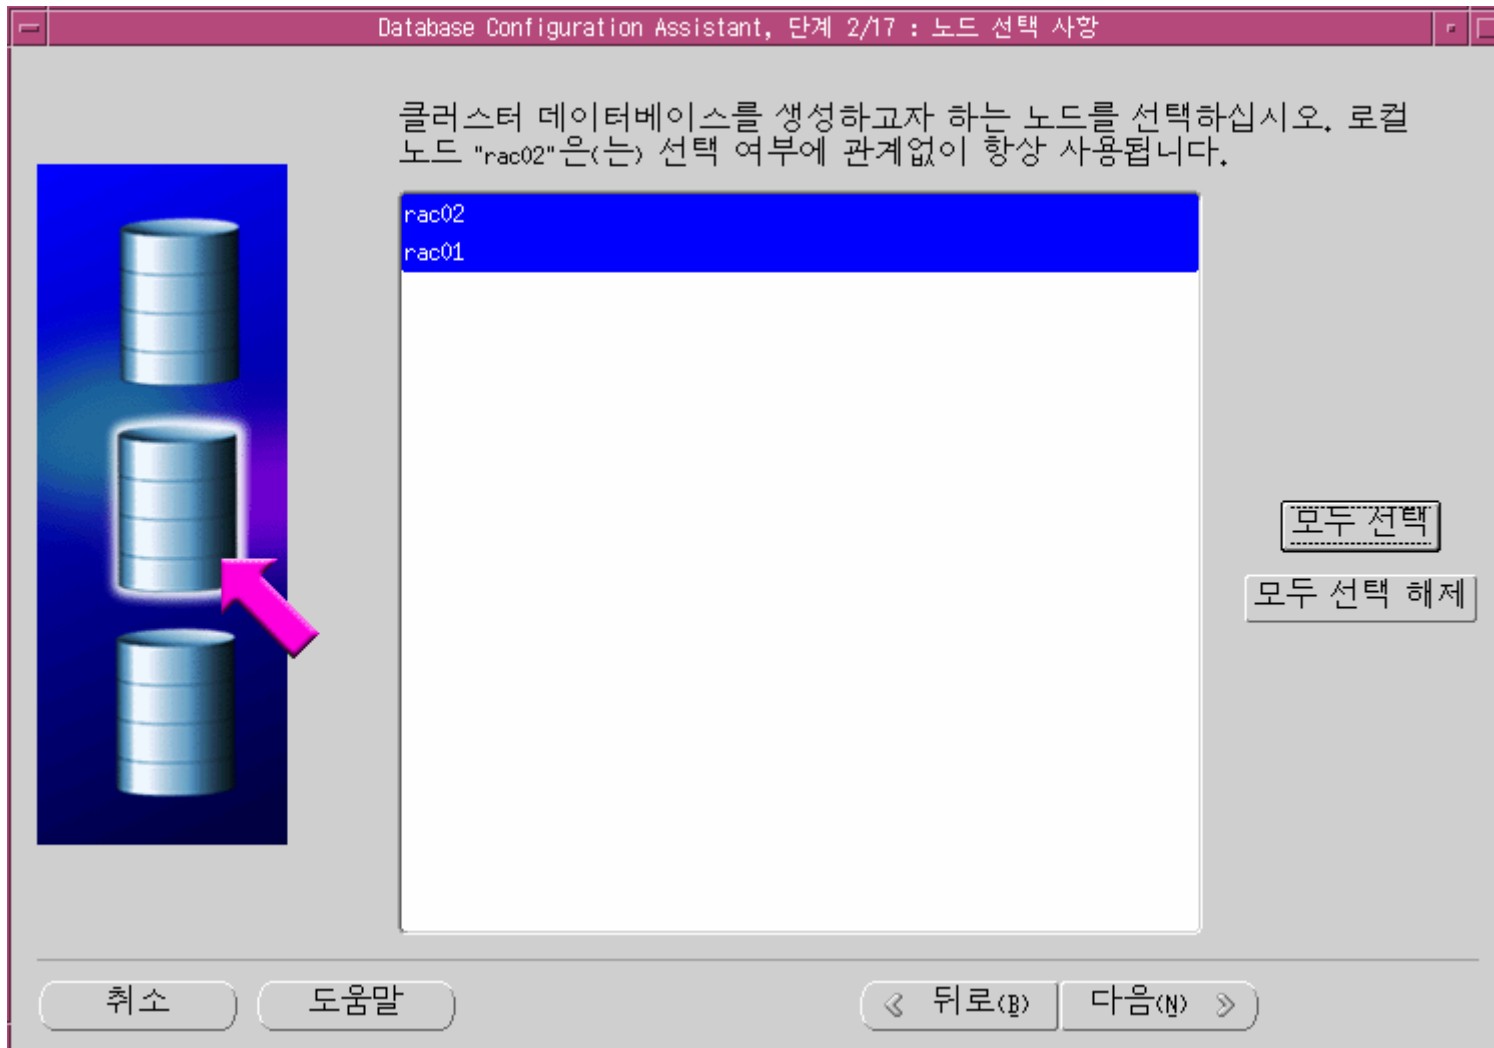 Database Configuration Assistant, 단계 2/17 : 노드 선택 사항
클러스터 데이터베이스를 생성하고자 하는 노드를 선택하십시오. 로컬
노드 "rac02"은(는) 선택 여부에 관계없이 항상 사용됩니다.
rac02
rac01
모두 선택
모두 선택 해제
취소
도움말
뒤로(B)
다음(N)